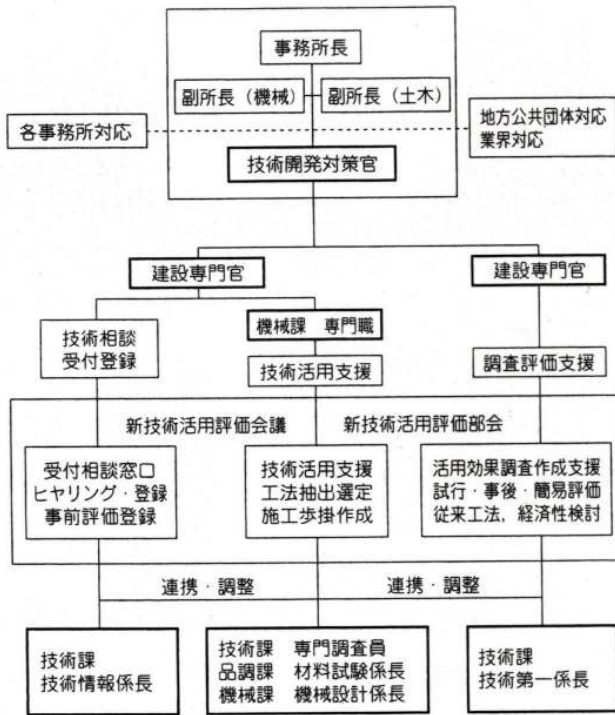 事務所長
副所長（機械）
副所長（土木）
各事務所対応
地方公共団体対応
業界対応
技術開発対策官
建設専門官
建設専門官
技術相談
受付登録
機械課　専門職
技術活用支援
調査評価支援
新技術活用評価会議
新技術活用評価部会
受付相談窓口
ヒヤリング・登録
事前評価登録
技術活用支援
工法抽出選定
施工歩掛作成
活用効果調査作成支援
試行・事後・簡易評価
従来工法，経済性検討
連携・調整
連携・調整
技術課
技術情報係長
技術課　専門調査員
品調課　材料試験係長
機械課　機械設計係長
技術課
技術第一係長